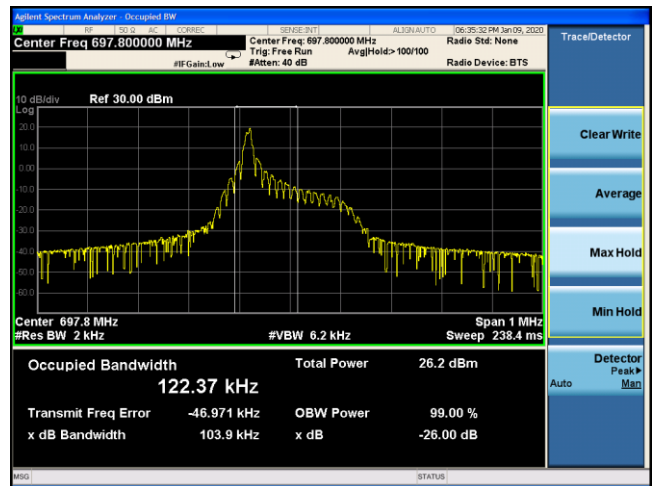 Agilent Spectrum Analyzer - Occupied BW
LXI RF 50 Ω AC CORREC SENSE:INT ALIGNAUTO 06:35:32 PM Jan 09, 2020
Center Freq 697.800000 MHz Center Freq: 697.800000 MHz Radio Std: None Trace/Detector
Trig: Free Run Avg|Hold:> 100/100
#IFGain:Low #Atten: 40 dB Radio Device: BTS
10 dB/div Ref 30.00 dBm
Log
20.0
10.0
0.00
-10.0
-20.0
-30.0
-40.0
-50.0
-60.0
Clear Write
Average
Max Hold
Min Hold
Center 697.8 MHz Span 1 MHz
#Res BW 2 kHz #VBW 6.2 kHz Sweep 238.4 ms
Occupied Bandwidth Total Power 26.2 dBm
122.37 kHz
Transmit Freq Error -46.971 kHz OBW Power 99.00 %
x dB Bandwidth 103.9 kHz x dB -26.00 dB
Detector
Peak▶
Auto Man
MSG STATUS